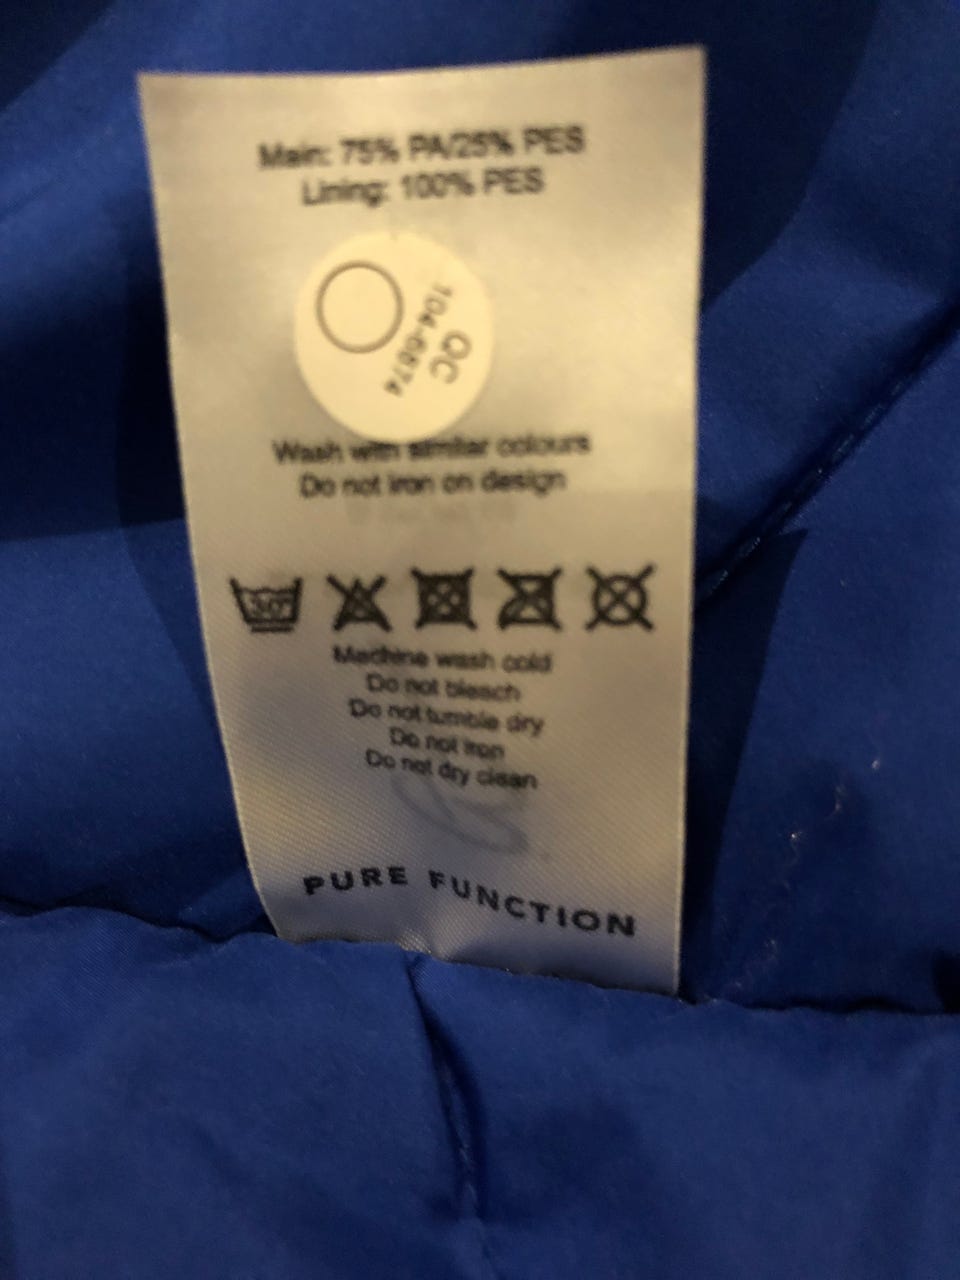 Main: 75% PA/25% PES
Lining: 100% PES
QC
104-6874
Wash with similar colours
Do not iron on design
30°
Machine wash cold
Do not bleach
Do not tumble dry
Do not iron
Do not dry clean
PURE FUNCTION